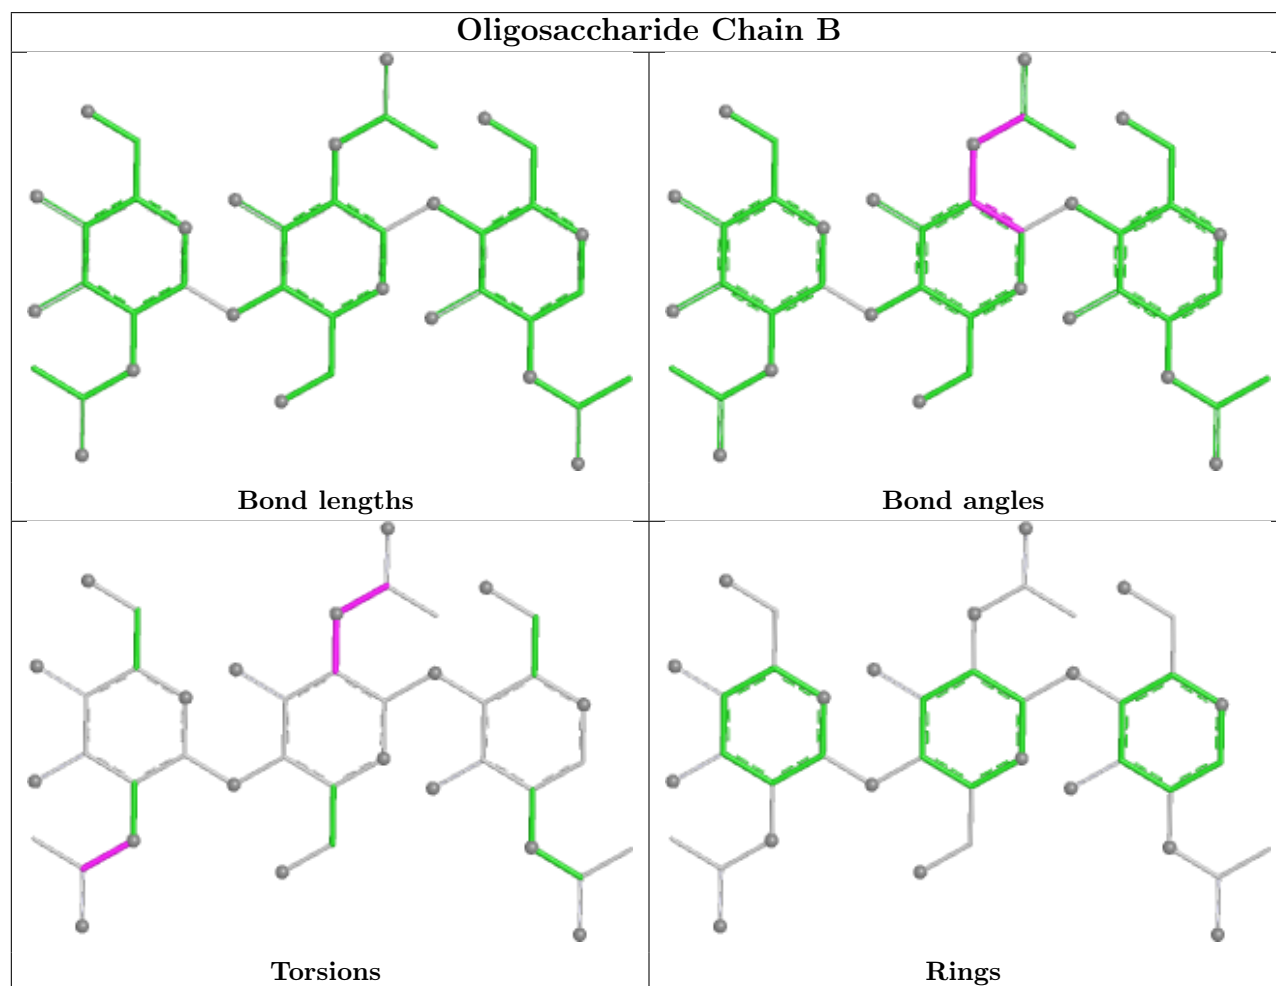 Oligosaccharide Chain B
Bond lengths
Bond angles
Torsions
Rings